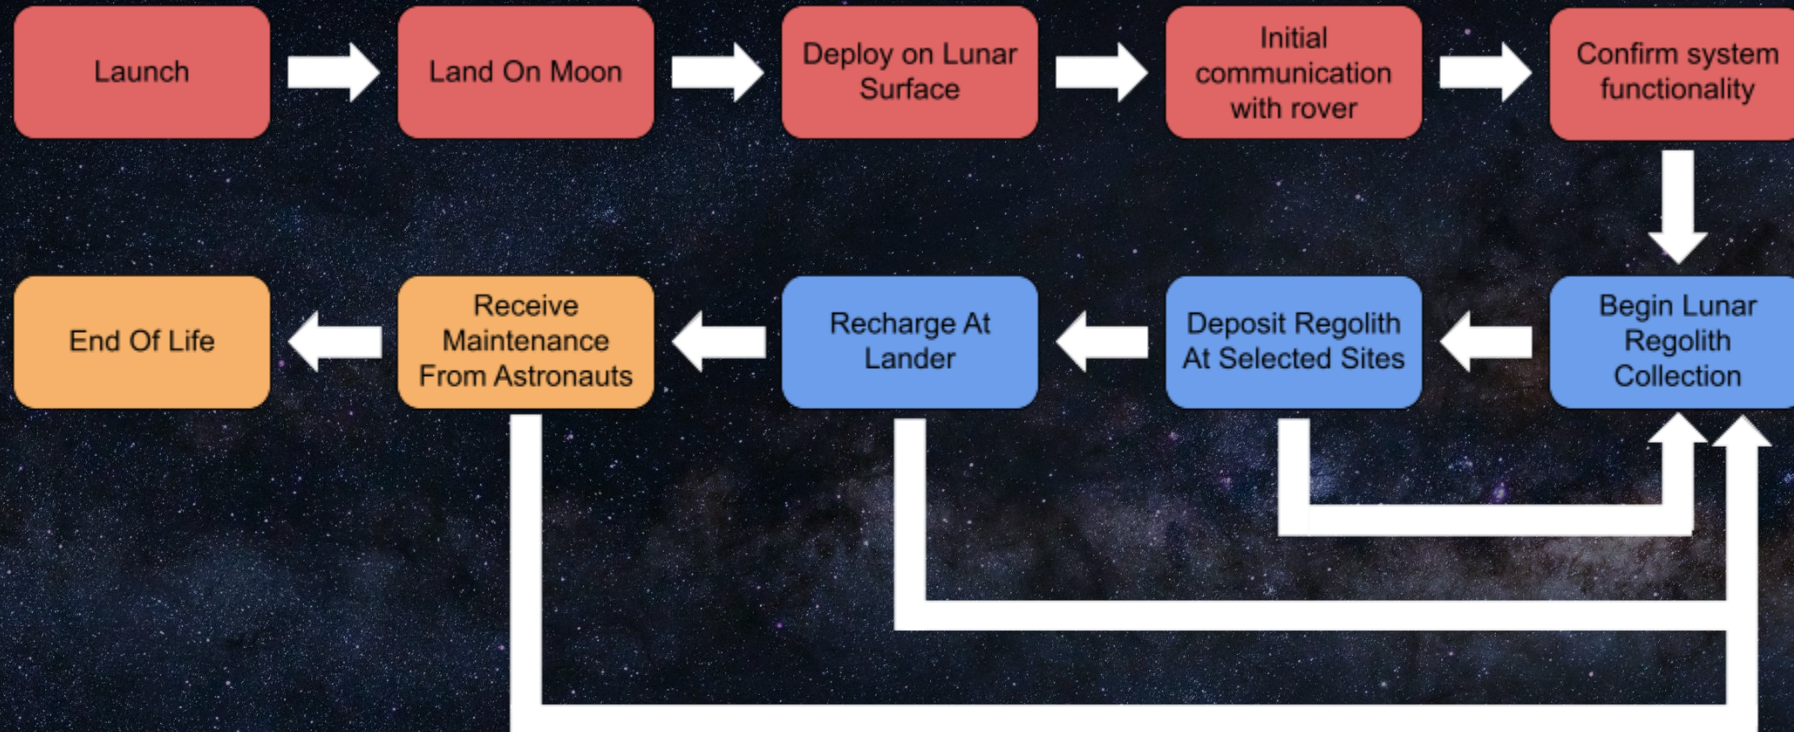 Launch
Land On Moon
Deploy on Lunar
Surface
Initial
communication
with rover
Confirm system
functionality
End Of Life
Receive
Maintenance
From Astronauts
Recharge At
Lander
Deposit Regolith
At Selected Sites
Begin Lunar
Regolith
Collection